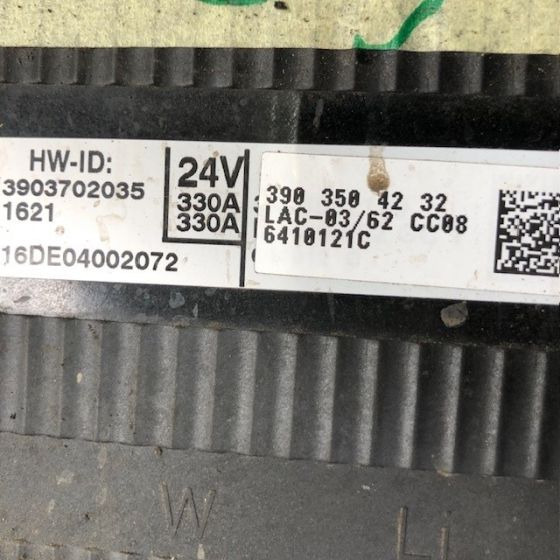 HW-ID:
3903702035
1621
16DE04002072
24V
330A
330A
390 350 42 32
LAC-03/62 CC08
6410121C
W